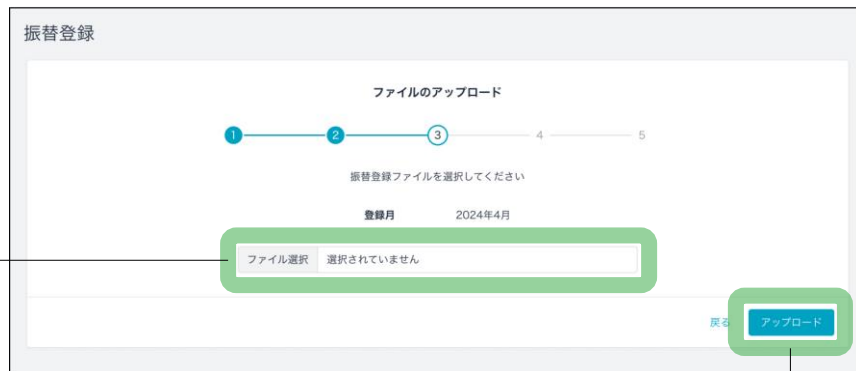 振替登録
ファイルのアップロード
1 2 3 4 5
振替登録ファイルを選択してください
登録月 2024年4月
ファイル選択 選択されていません
戻る アップロード